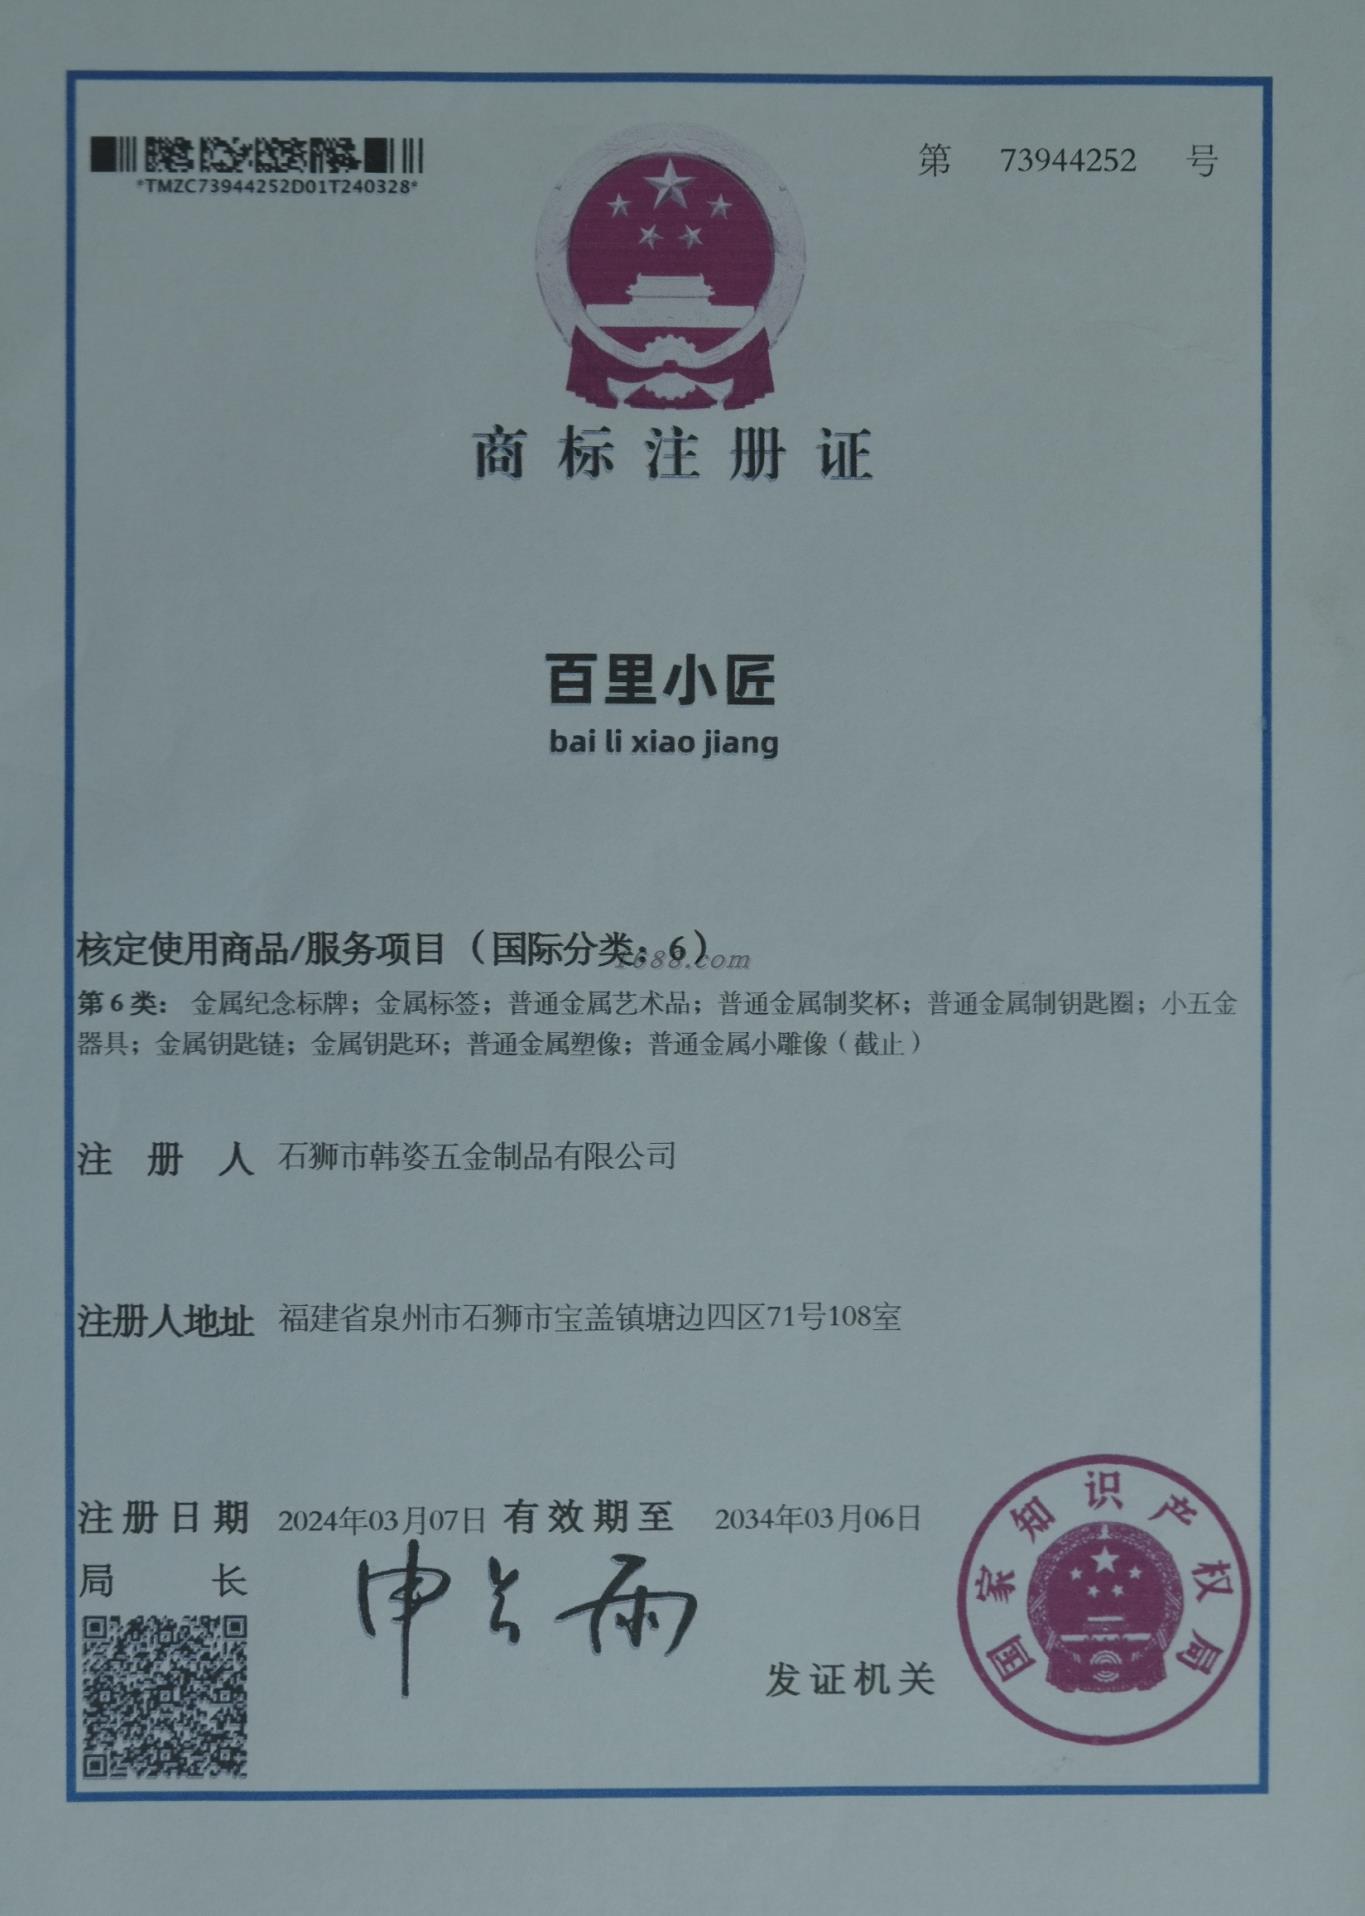 *TMZC73944252D01T240328*
第 73944252 号
商标注册证
百里小匠
bai li xiao jiang
核定使用商品/服务项目（国际分类：6）
1688.com
第6类：金属纪念标牌；金属标签；普通金属艺术品；普通金属制奖杯；普通金属制钥匙圈；小五金
器具；金属钥匙链；金属钥匙环；普通金属塑像；普通金属小雕像（截止）
注册人 石狮市韩姿五金制品有限公司
注册人地址 福建省泉州市石狮市宝盖镇塘边四区71号108室
注册日期 2024年03月07日 有效期至 2034年03月06日
局长 申长雨
发证机关
国家知识产权局